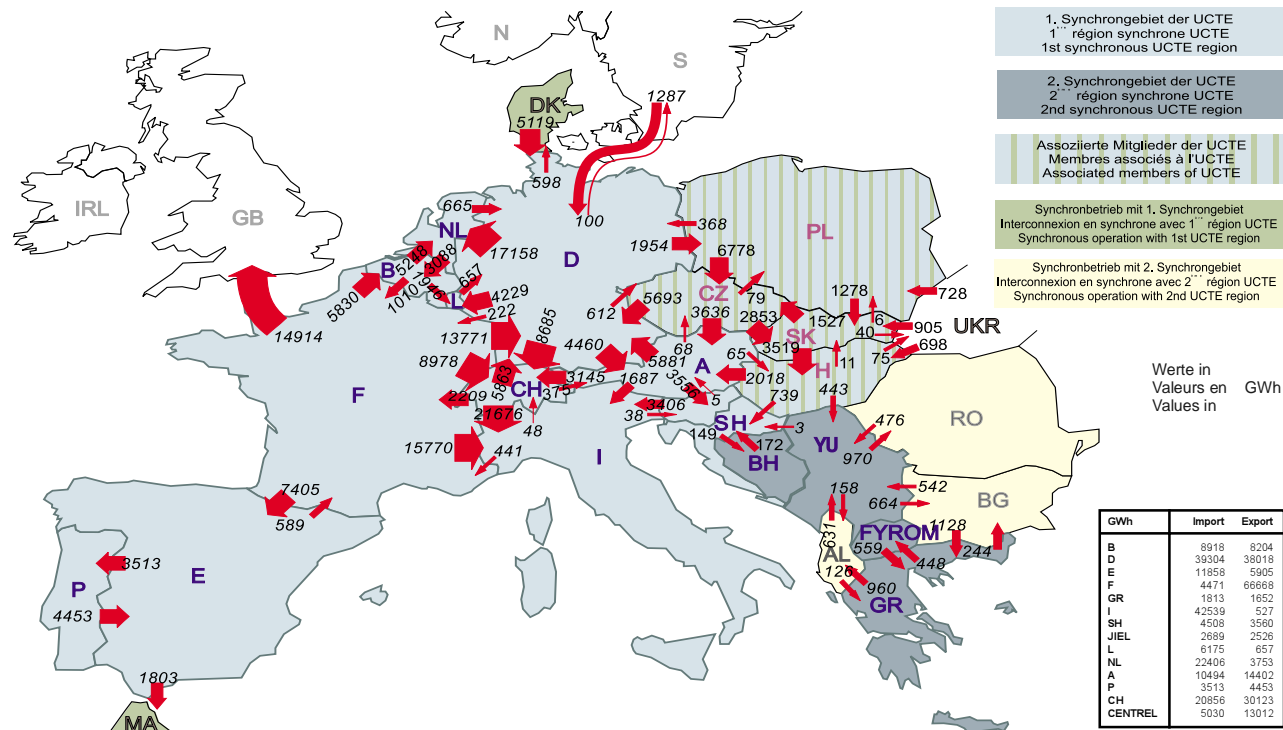 1. Synchrongebiet der UCTE
1ère région synchrone UCTE
1st synchronous UCTE region
2. Synchrongebiet der UCTE
2ème région synchrone UCTE
2nd synchronous UCTE region
Assoziierte Mitglieder der UCTE
Membres associés à l'UCTE
Associated members of UCTE
Synchronbetrieb mit 1. Synchrongebiet
Interconnexion en synchrone avec 1ère région UCTE
Synchronous operation with 1st UCTE region
Synchronbetrieb mit 2. Synchrongebiet
Interconnexion en synchrone avec 2ème région UCTE
Synchronous operation with 2nd UCTE region
N
S
DK
1287
5119
598
100
IRL
GB
665
NL
17158
D
368
1954
PL
6778
B
5248
3088
1010
1946
657
L
4229
222
5830
14914
5693
612
CZ
79
3636
2853
1278
728
1527
6
40
905
UKR
SK
3519
75
698
11
H
13771
8685
4460
5881
68
A
65
2018
8978
5863
CH
375
3145
1687
3556
5
739
443
F
2209
21676
48
38
3406
SH
3
149
172
BH
YU
476
970
RO
15770
441
I
7405
589
158
542
664
BG
631
FYROM
1128
244
559
448
AL
126
960
GR
3513
P
E
4453
1803
MA
Werte in
Valeurs en GWh
Values in
GWh Import Export
B 8918 8204
D 39304 38018
E 11858 5905
F 4471 66668
GR 1813 1652
I 42539 527
SH 4508 3560
JIEL 2689 2526
L 6175 657
NL 22406 3753
A 10494 14402
P 3513 4453
CH 20856 30123
CENTREL 5030 13012